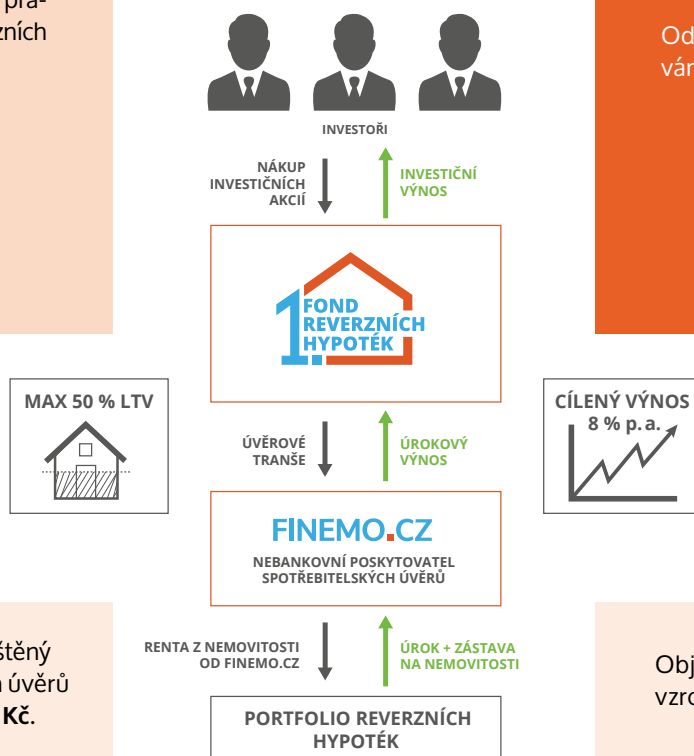 zních
Od
INVESTOŘI
NÁKUP
INVESTIČNÍCH
AKCIÍ
INVESTIČNÍ
VÝNOS
1. FOND
REVERZNÍCH
HYPOTÉK
MAX 50 % LTV
CÍLENÝ VÝNOS
8 % p. a.
ÚVĚROVÉ
TRANŠE
ÚROKOVÝ
VÝNOS
FINEMO.CZ
NEBANKOVNÍ POSKYTOVATEL
SPOTŘEBITELSKÝCH ÚVĚRŮ
RENTA Z NEMOVITOSTI
OD FINEMO.CZ
ÚROK + ZÁSTAVA
NA NEMOVITOSTI
štěný
úvěrů
Kč.
Obj
vzro
PORTFOLIO REVERZNÍCH
HYPOTÉK